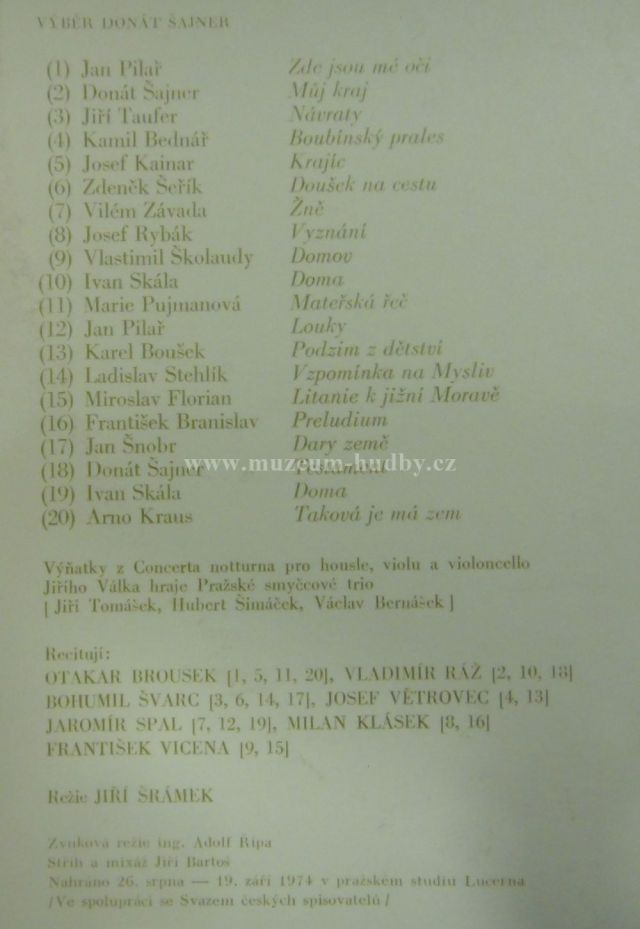 VÝBĚR DONÁT ŠAJNER
(1) Jan Pilař Zde jsou mé oči
(2) Donát Šajner Můj kraj
(3) Jiří Taufer Návraty
(4) Kamil Bednář Boubínský prales
(5) Josef Kainar Krajíc
(6) Zdeněk Šeřík Doušek na cestu
(7) Vilém Závada Žně
(8) Josef Rybák Vyznání
(9) Vlastimil Školaudy Domov
(10) Ivan Skála Doma
(11) Marie Pujmanová Mateřská řeč
(12) Jan Pilař Louky
(13) Karel Boušek Podzim z dětství
(14) Ladislav Stehlík Vzpomínka na Myslív
(15) Miroslav Florian Litanie k jižní Moravě
(16) František Branislav Preludium
(17) Jan Šnobr Dary země
(18) Donát Šajner
www.muzeum-hudby.cz
(19) Ivan Skála Doma
(20) Arno Kraus Taková je má zem
Výňatky z Concerta notturna pro housle, violu a violoncello
Jiřího Válka hraje Pražské smyčcové trio
[ Jiří Tomášek, Hubert Šimáček, Václav Bernášek ]
Recitují:
OTAKAR BROUSEK [1, 5, 11, 20], VLADIMÍR RÁŽ [2, 10, 18]
BOHUMIL ŠVARC [3, 6, 14, 17], JOSEF VĚTROVEC [4, 13]
JAROMÍR SPAL [7, 12, 19], MILAN KLÁSEK [8, 16]
FRANTIŠEK VICENA [9, 15]
Režie JIŘÍ ŠRÁMEK
Zvuková režie ing. Adolf Řípa
Střih a mixáž Jiří Bartoš
Nahráno 26. srpna — 19. září 1974 v pražském studiu Lucerna
/Ve spolupráci se Svazem českých spisovatelů/